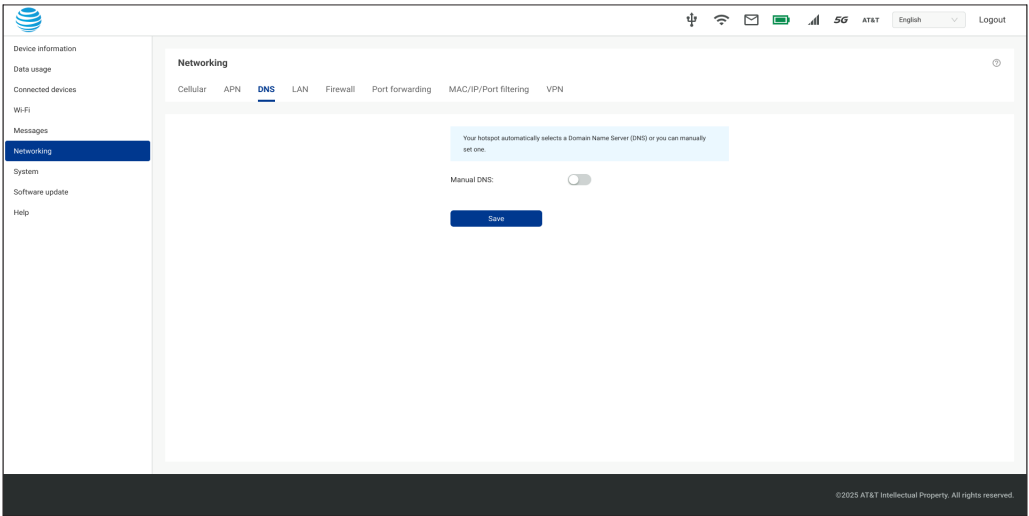 5G AT&T English Logout
Device information
Data usage
Connected devices
Wi-Fi
Messages
Networking
System
Software update
Help
Networking
Cellular APN DNS LAN Firewall Port forwarding MAC/IP/Port filtering VPN
Your hotspot automatically selects a Domain Name Server (DNS) or you can manually
set one.
Manual DNS:
Save
©2025 AT&T Intellectual Property. All rights reserved.